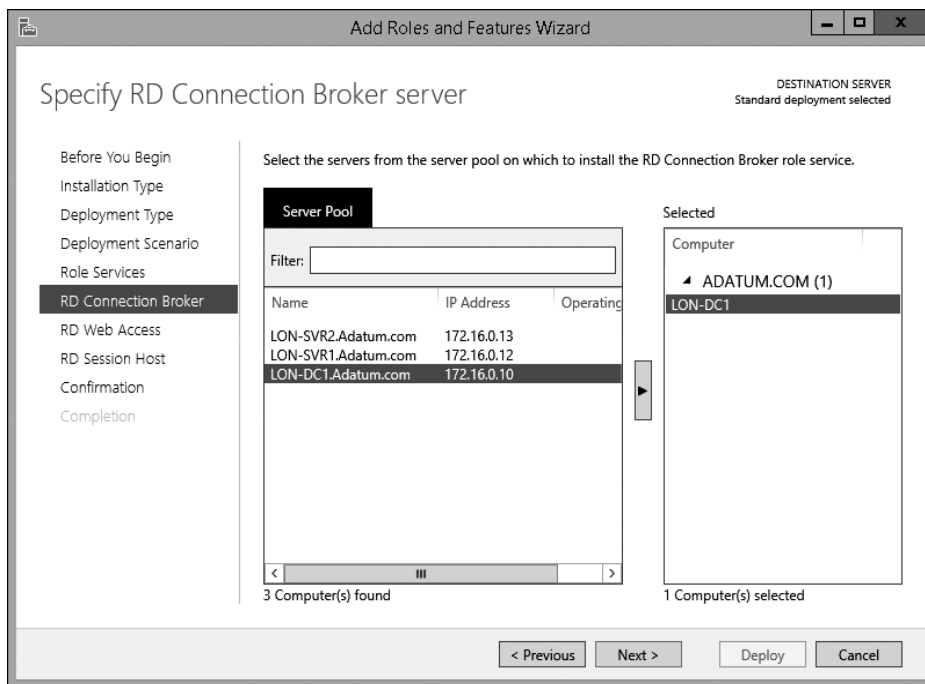 Add Roles and Features Wizard
x
Specify RD Connection Broker server
DESTINATION SERVER
Standard deployment selected
Before You Begin
Installation Type
Deployment Type
Deployment Scenario
Role Services
RD Connection Broker
RD Web Access
RD Session Host
Confirmation
Completion
Select the servers from the server pool on which to install the RD Connection Broker role service.
Server Pool
Filter:
Name IP Address Operating
LON-SVR2.Adatum.com 172.16.0.13
LON-SVR1.Adatum.com 172.16.0.12
LON-DC1.Adatum.com 172.16.0.10
3 Computer(s) found
Selected
Computer
ADATUM.COM (1)
LON-DC1
1 Computer(s) selected
< Previous Next > Deploy Cancel